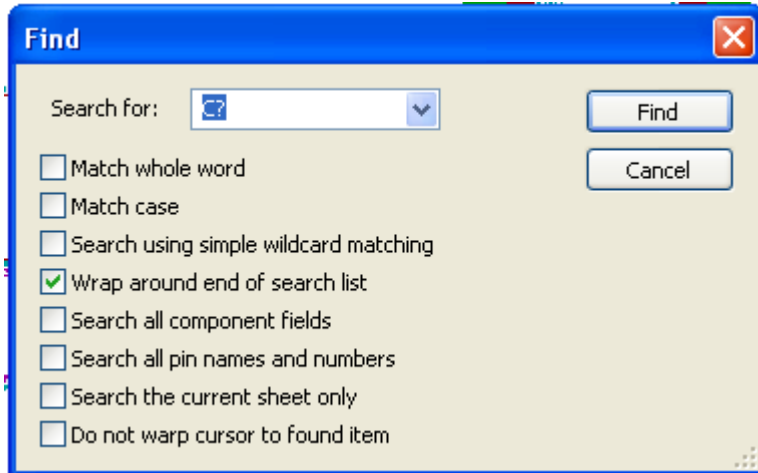 Find
Search for: C? Find
Match whole word Cancel
Match case
Search using simple wildcard matching
Wrap around end of search list
Search all component fields
Search all pin names and numbers
Search the current sheet only
Do not warp cursor to found item